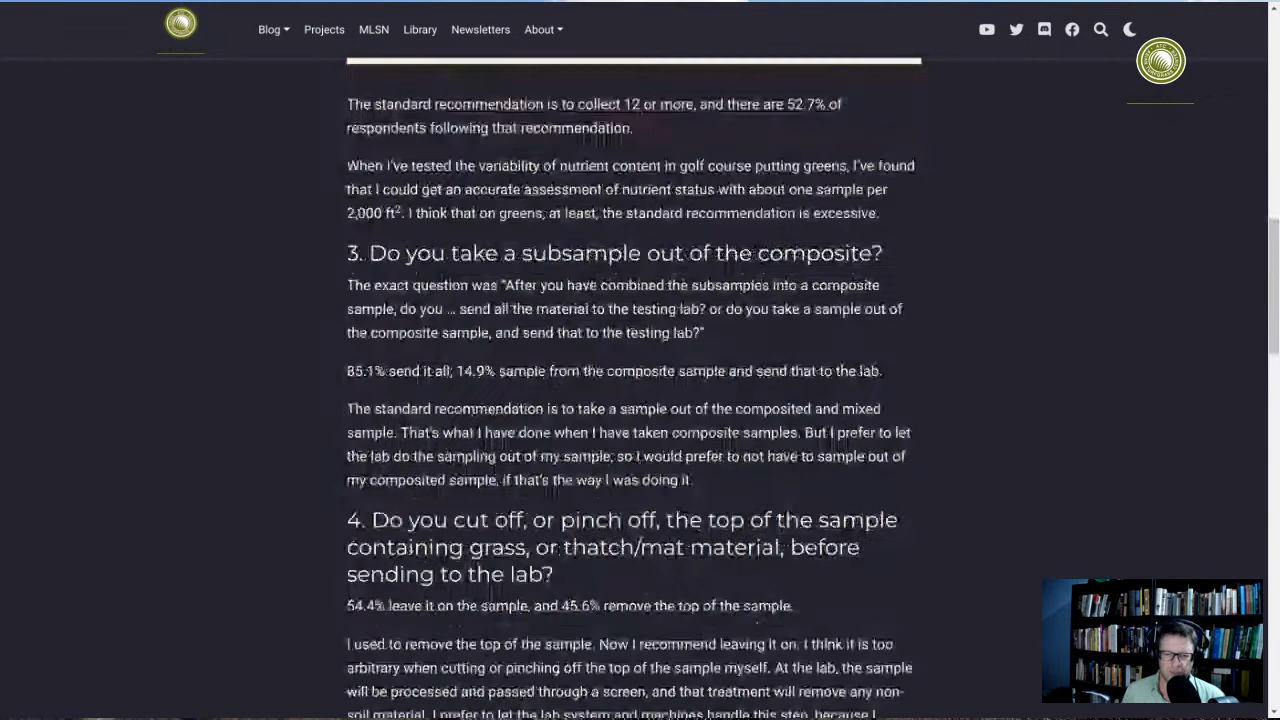 Blog Projects MLSN Library Newsletters About
The standard recommendation is to collect 12 or more, and there are 52.7% of
respondents following that recommendation.
When I've tested the variability of nutrient content in golf course putting greens, I've found
that I could get an accurate assessment of nutrient status with about one sample per
2,000 ft². I think that on greens, at least, the standard recommendation is excessive.
3. Do you take a subsample out of the composite?
The exact question was "After you have combined the subsamples into a composite
sample, do you ... send all the material to the testing lab? or do you take a sample out of
the composite sample, and send that to the testing lab?"
85.1% send it all; 14.9% sample from the composite sample and send that to the lab.
The standard recommendation is to take a sample out of the composited and mixed
sample. That's what I have done when I have taken composite samples. But I prefer to let
the lab do the sampling out of my sample, so I would prefer to not have to sample out of
my composited sample, if that's the way I was doing it.
4. Do you cut off, or pinch off, the top of the sample
containing grass, or thatch/mat material, before
sending to the lab?
54.4% leave it on the sample, and 45.6% remove the top of the sample.
I used to remove the top of the sample. Now I recommend leaving it on. I think it is too
arbitrary when cutting or pinching off the top of the sample myself. At the lab, the sample
will be processed and passed through a screen, and that treatment will remove any non-
soil material. I prefer to let the lab system and machines handle this step, because I